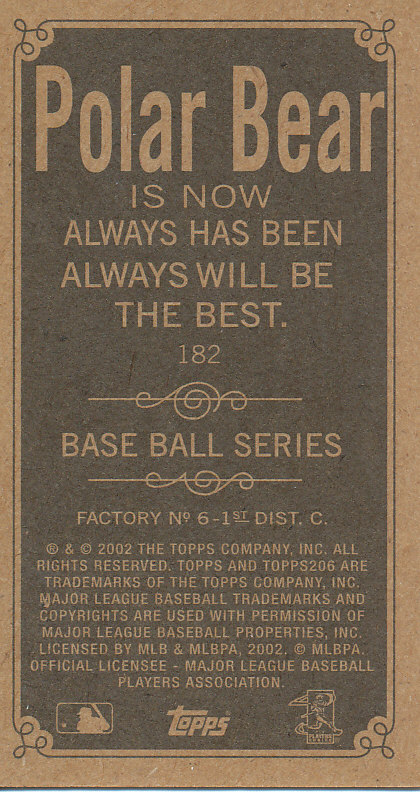 Polar Bear
IS NOW
ALWAYS HAS BEEN
ALWAYS WILL BE
THE BEST.
182
BASE BALL SERIES
FACTORY Nº 6-1ST DIST. C.
® & © 2002 THE TOPPS COMPANY, INC. ALL
RIGHTS RESERVED. TOPPS AND TOPPS206 ARE
TRADEMARKS OF THE TOPPS COMPANY, INC.
MAJOR LEAGUE BASEBALL TRADEMARKS AND
COPYRIGHTS ARE USED WITH PERMISSION OF
MAJOR LEAGUE BASEBALL PROPERTIES, INC.
LICENSED BY MLB & MLBPA, 2002. © MLBPA.
OFFICIAL LICENSEE - MAJOR LEAGUE BASEBALL
PLAYERS ASSOCIATION.
Topps
PLAYERS
CHOICE